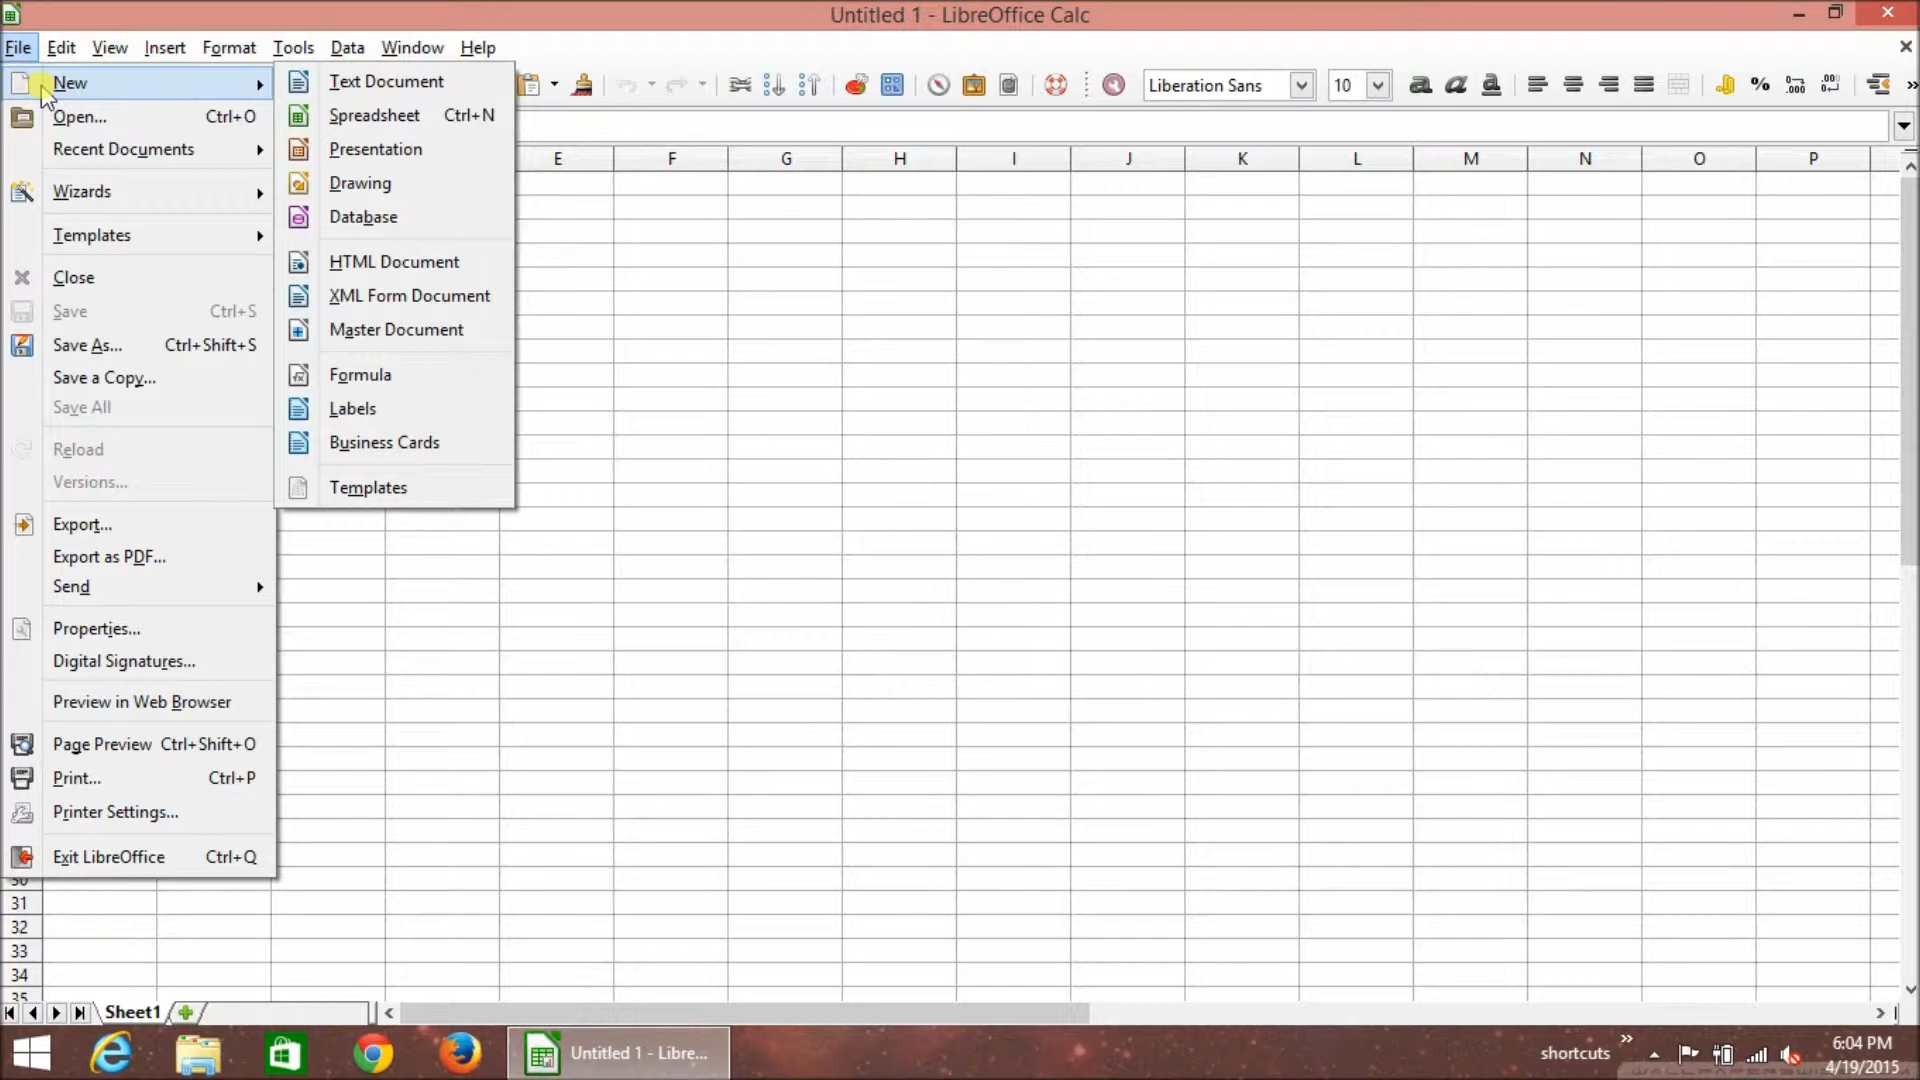 Untitled 1 - LibreOffice Calc
File Edit View Insert Format Tools Data Window Help
New
Open... Ctrl+O
Recent Documents
Wizards
Templates
Close
Save Ctrl+S
Save As... Ctrl+Shift+S
Save a Copy...
Save All
Reload
Versions...
Export...
Export as PDF...
Send
Properties...
Digital Signatures...
Preview in Web Browser
Page Preview Ctrl+Shift+O
Print... Ctrl+P
Printer Settings...
Exit LibreOffice Ctrl+Q
Text Document
Spreadsheet Ctrl+N
Presentation
Drawing
Database
HTML Document
XML Form Document
Master Document
Formula
Labels
Business Cards
Templates
Liberation Sans 10
E F G H I J K L M N O P
30
31
32
33
34
35
Sheet1
Untitled 1 - Libre...
shortcuts
6:04 PM
4/19/2015